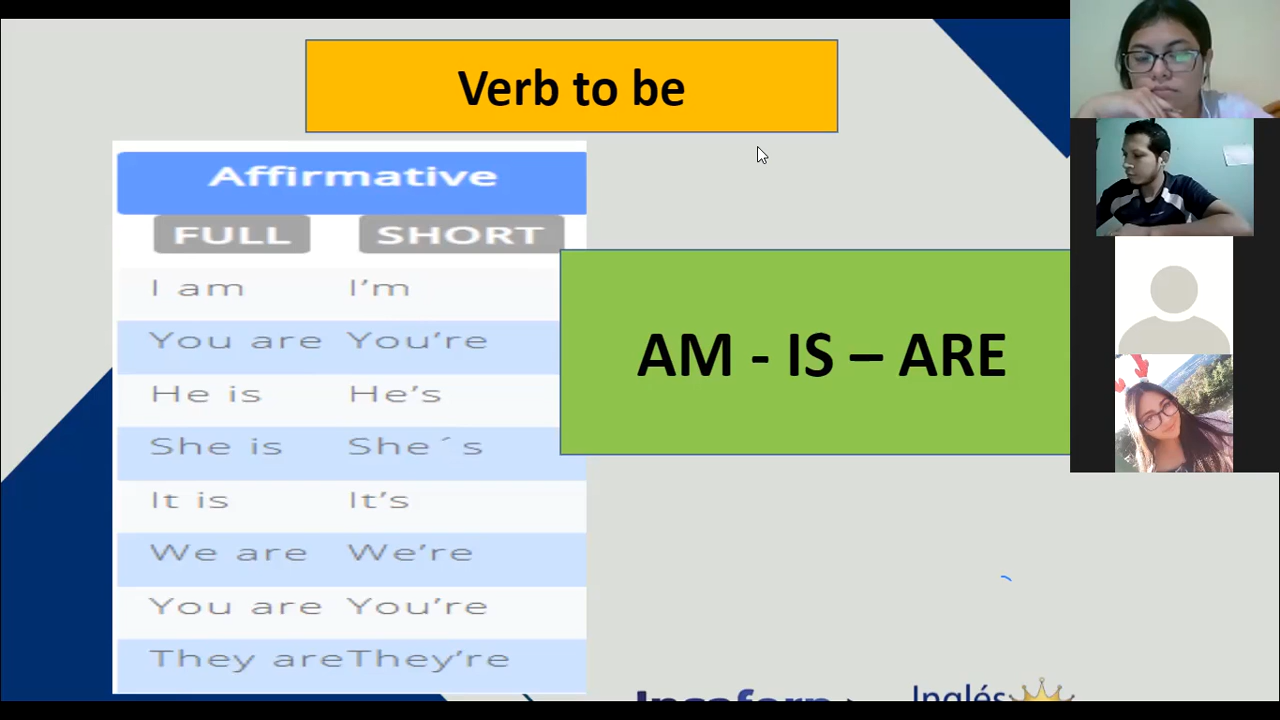 Verb to be
Affirmative
FULL SHORT
I am I'm
You are You're
He is He's
She is She´s
It is It's
We are We're
You are You're
They are They're
AM - IS – ARE
Inglés